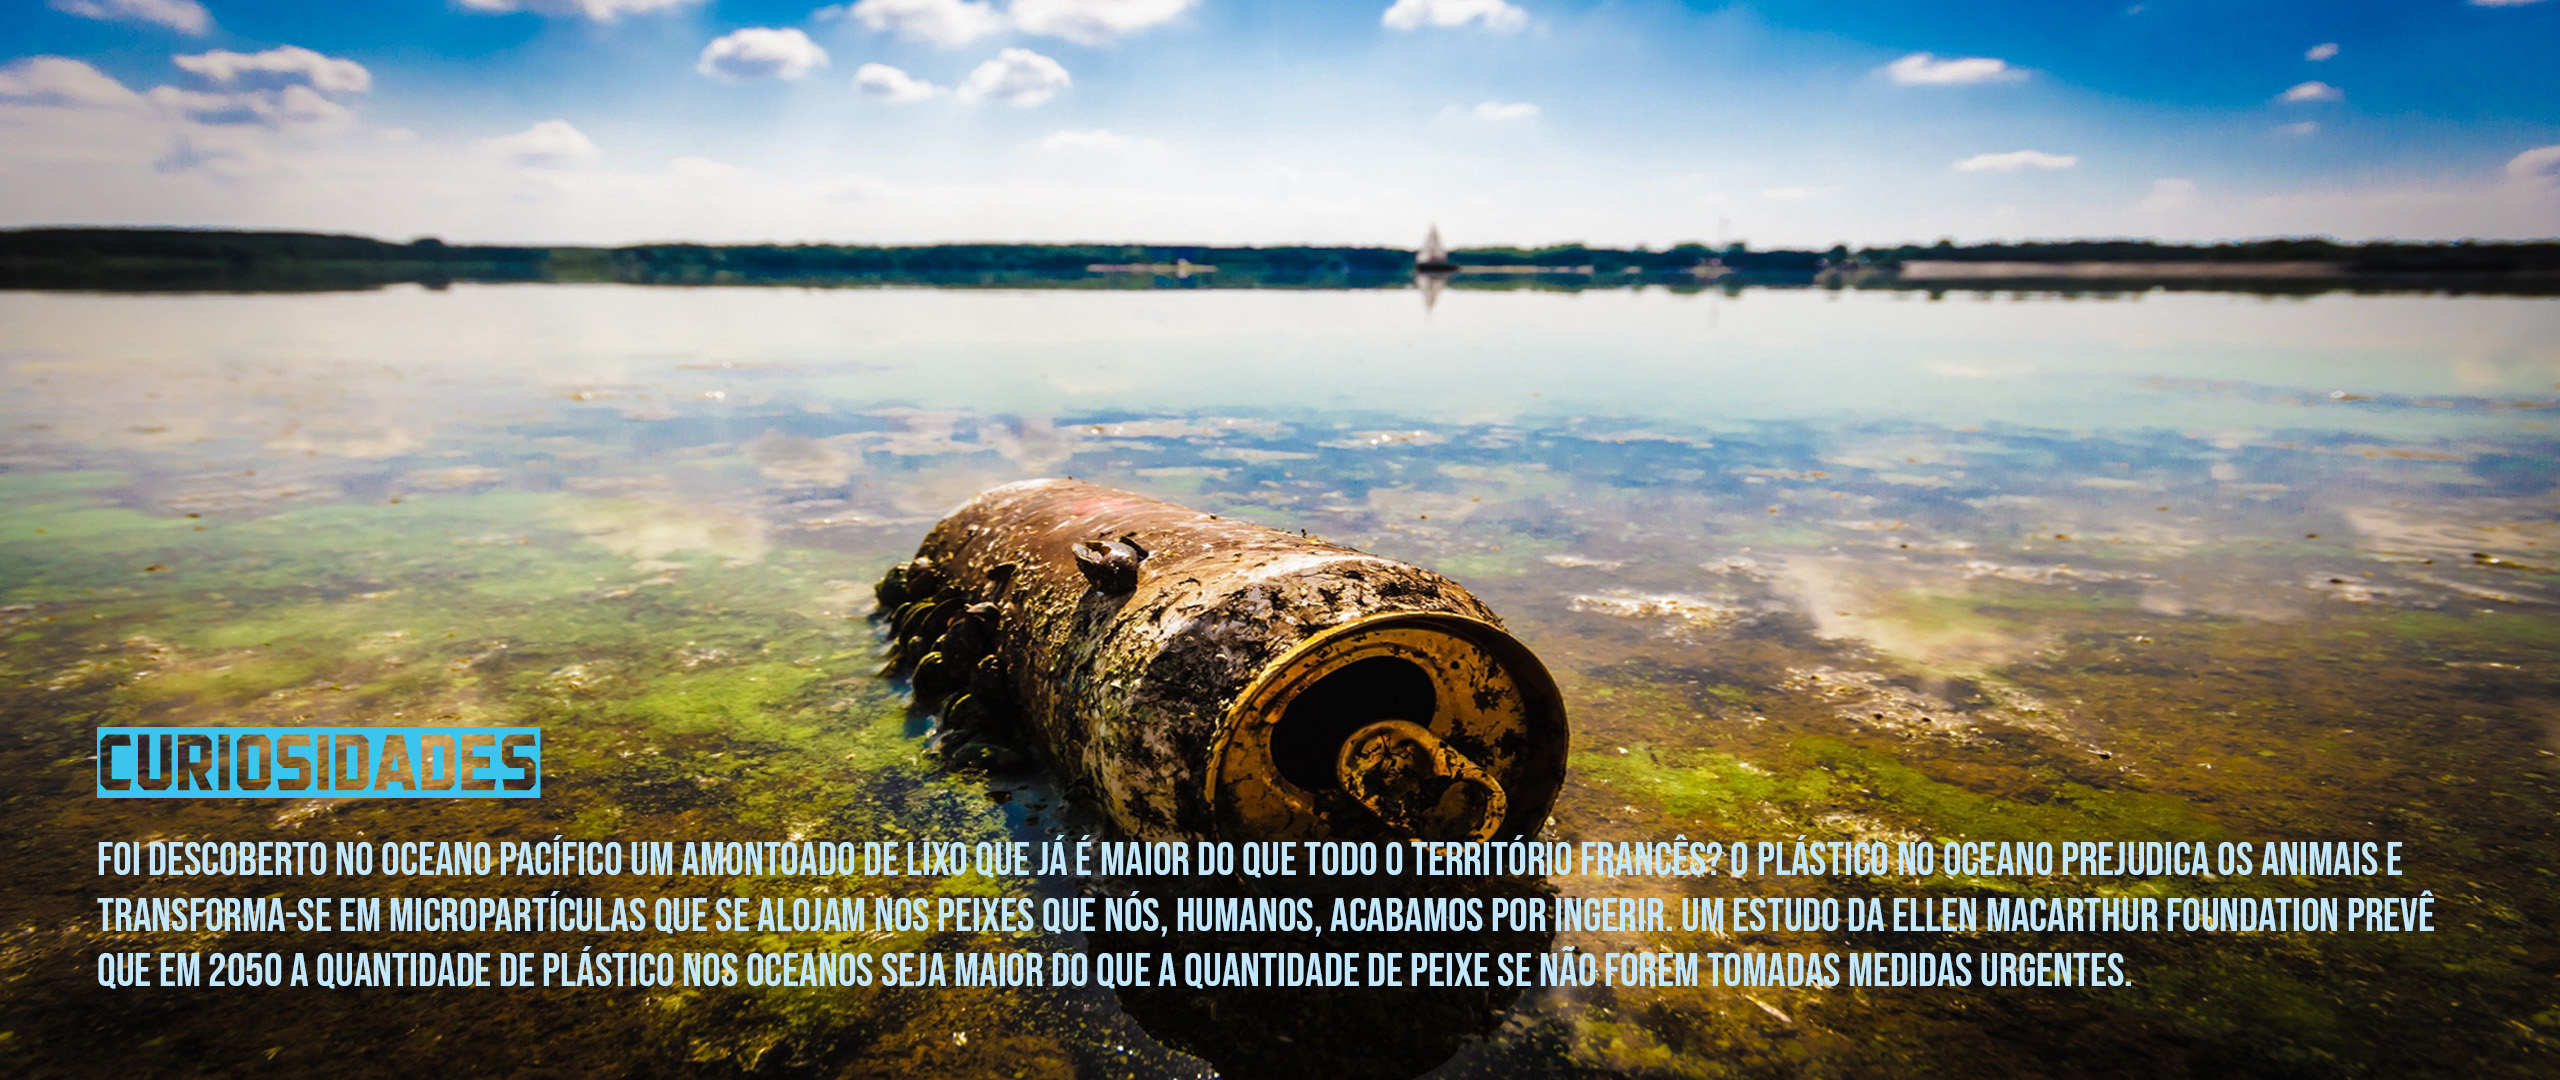 CURIOSIDADES
FOI DESCOBERTO NO OCEANO PACÍFICO UM AMONTOADO DE LIXO QUE JÁ É MAIOR DO QUE TODO O TERRITÓRIO FRANCÊS? O PLÁSTICO NO OCEANO PREJUDICA OS ANIMAIS E
TRANSFORMA-SE EM MICROPARTÍCULAS QUE SE ALOJAM NOS PEIXES QUE NÓS, HUMANOS, ACABAMOS POR INGERIR. UM ESTUDO DA ELLEN MACARTHUR FOUNDATION PREVÊ
QUE EM 2050 A QUANTIDADE DE PLÁSTICO NOS OCEANOS SEJA MAIOR DO QUE A QUANTIDADE DE PEIXE SE NÃO FOREM TOMADAS MEDIDAS URGENTES.